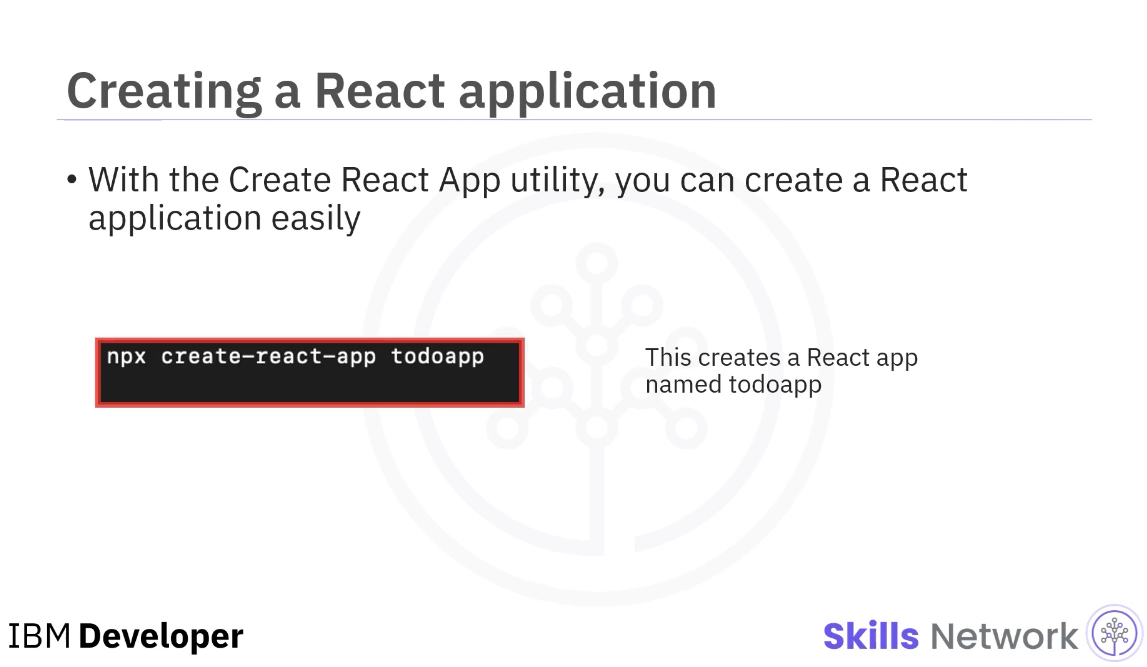 Creating a React application
• With the Create React App utility, you can create a React
application easily
npx create-react-app todoapp
This creates a React app
named todoapp
IBM Developer
Skills Network